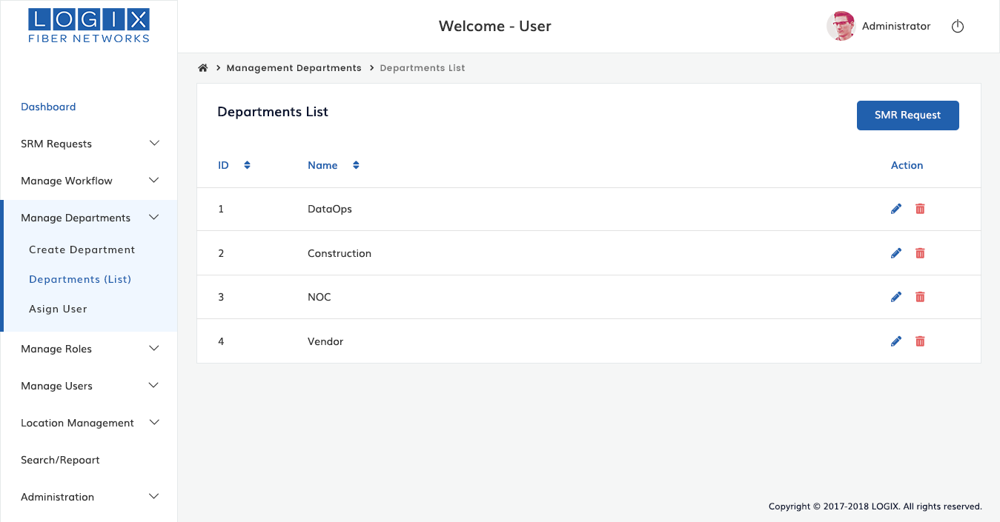 LOGIX
FIBER NETWORKS
Welcome - User
Administrator
Management Departments
Departments List
Dashboard
SRM Requests
Manage Workflow
Manage Departments
Create Department
Departments (List)
Asign User
Manage Roles
Manage Users
Location Management
Search/Repoart
Administration
Departments List
SMR Request
ID Name Action
1 DataOps
2 Construction
3 NOC
4 Vendor
Copyright © 2017-2018 LOGIX. All rights reserved.